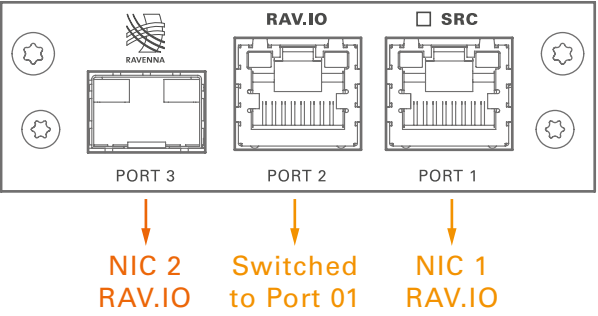 RAV.IO
□ SRC
RAVENNA
PORT 3
PORT 2
PORT 1
NIC 2
RAV.IO
Switched
to Port 01
NIC 1
RAV.IO